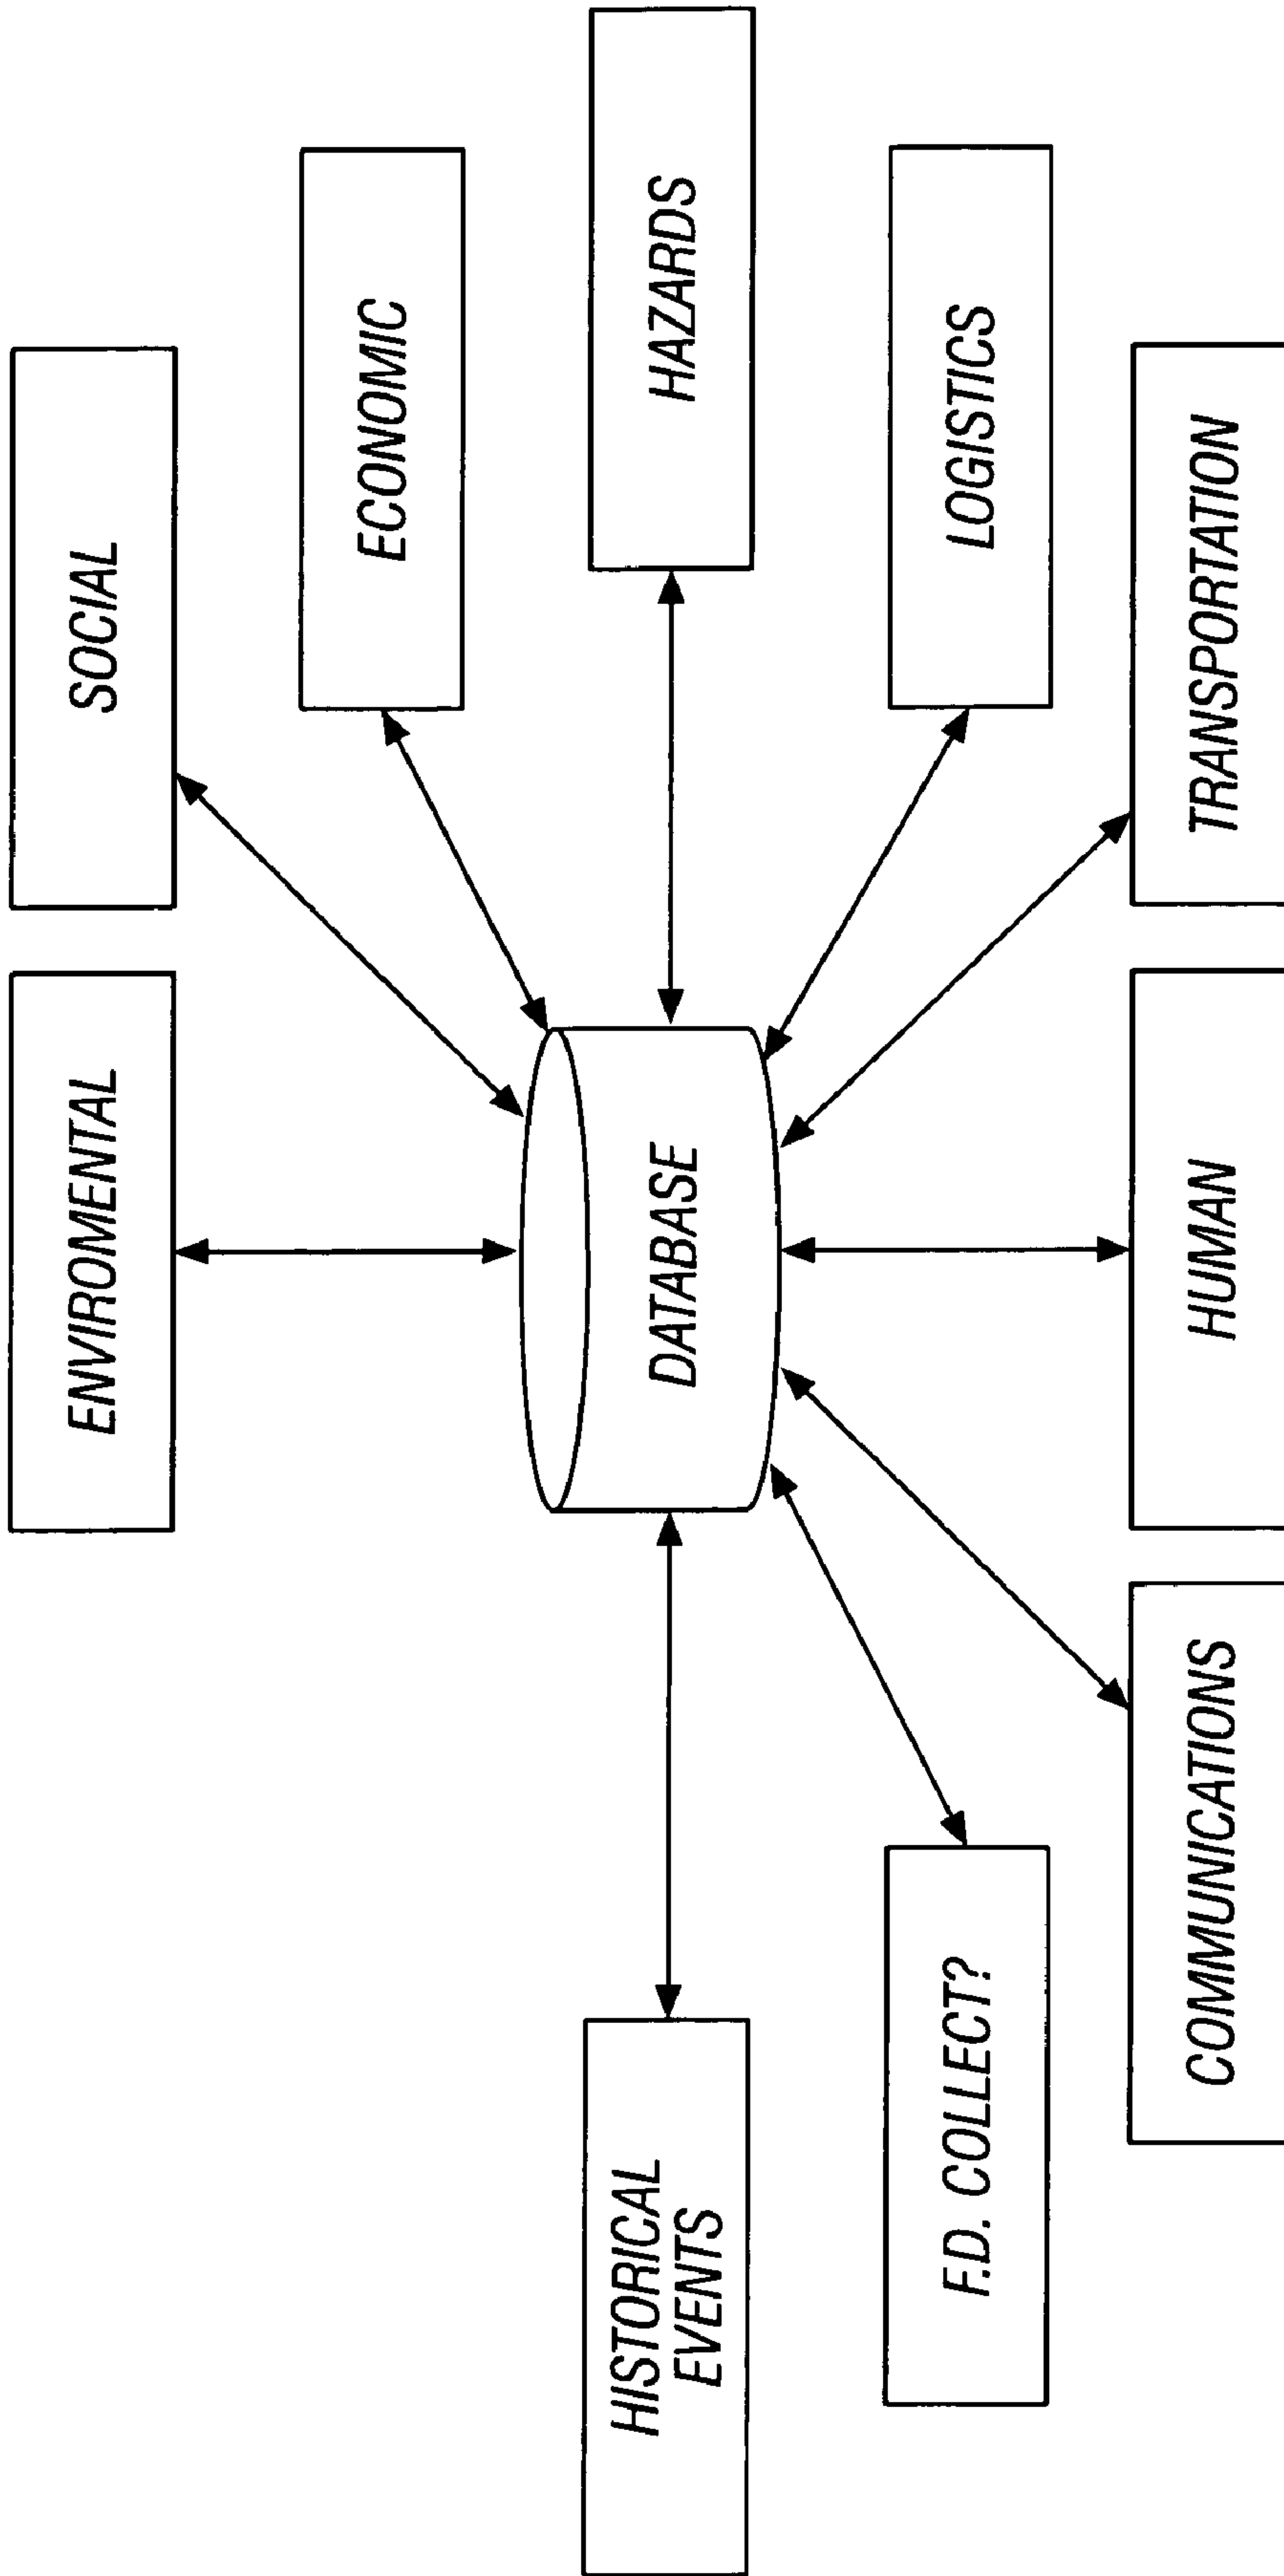 ENVIROMENTAL
SOCIAL
ECONOMIC
HISTORICAL
EVENTS
DATABASE
HAZARDS
F.D. COLLECT?
LOGISTICS
COMMUNICATIONS
HUMAN
TRANSPORTATION